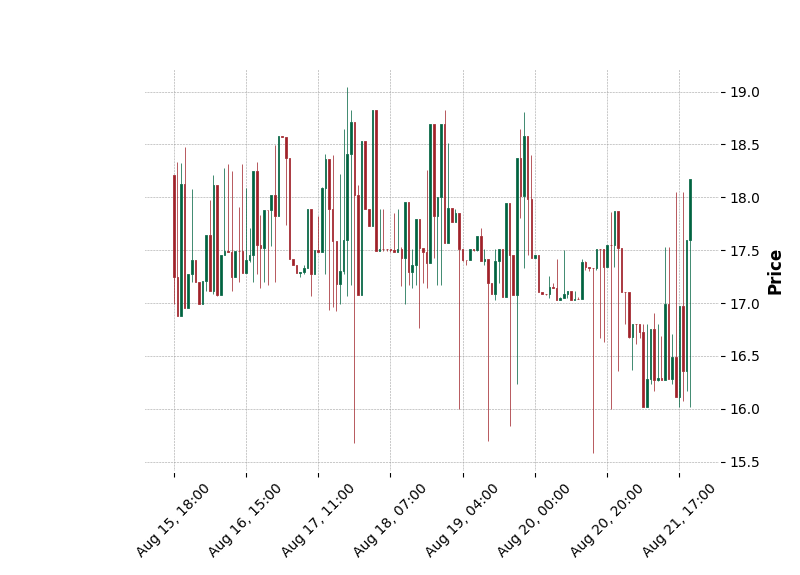 19.0
18.5
18.0
17.5
17.0
16.5
16.0
15.5
Price
Aug 15, 18:00
Aug 16, 15:00
Aug 17, 11:00
Aug 18, 07:00
Aug 19, 04:00
Aug 20, 00:00
Aug 20, 20:00
Aug 21, 17:00